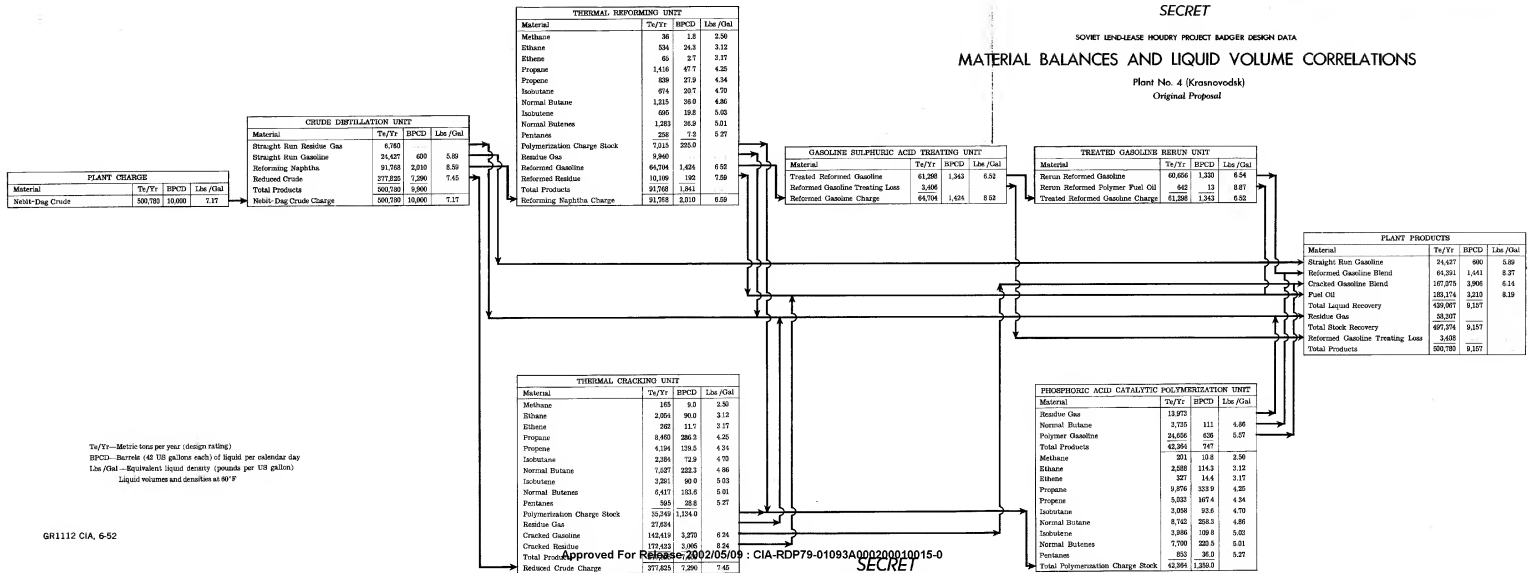 SECRET
SOVIET LEND-LEASE HOUDRY PROJECT BADGER DESIGN DATA
MATERIAL BALANCES AND LIQUID VOLUME CORRELATIONS
Plant No. 4 (Krasnovodsk)
Original Proposal
PLANT CHARGE
Material Te/Yr BPCD Lbs /Gal
Nebit-Dag Crude 500,780 10,000 7.17
CRUDE DISTILLATION UNIT
Material Te/Yr BPCD Lbs /Gal
Straight Run Residue Gas 6,760
Straight Run Gasoline 24,427 600 5.89
Reforming Naphtha 91,768 2,010 8.59
Reduced Crude 377,825 7,290 7.45
Total Products 500,780 9,900
Nebit-Dag Crude Charge 500,780 10,000 7.17
THERMAL REFORMING UNIT
Material Te/Yr BPCD Lbs /Gal
Methane 36 1.8 2.50
Ethane 534 24.3 3.12
Ethene 65 2.7 3.17
Propane 1,416 47.7 4.25
Propene 839 27.9 4.34
Isobutane 674 20.7 4.70
Normal Butane 1,215 36.0 4.86
Isobutene 695 19.8 5.03
Normal Butenes 1,283 36.9 5.01
Pentanes 258 7.2 5.27
Polymerization Charge Stock 7,015 225.0
Residue Gas 9,940
Reformed Gasoline 64,704 1,424 6.52
Reformed Residue 10,109 192 7.59
Total Products 91,768 1,841
Reforming Naphtha Charge 91,768 2,010 6.59
GASOLINE SULPHURIC ACID TREATING UNIT
Material Te/Yr BPCD Lbs /Gal
Treated Reformed Gasoline 61,298 1,343 6.52
Reformed Gasoline Treating Loss 3,406
Reformed Gasoline Charge 64,704 1,424 6.52
TREATED GASOLINE RERUN UNIT
Material Te/Yr BPCD Lbs /Gal
Rerun Reformed Gasoline 60,656 1,330 6.54
Rerun Reformed Polymer Fuel Oil 642 13 8.87
Treated Reformed Gasoline Charge 61,298 1,343 6.52
PLANT PRODUCTS
Material Te/Yr BPCD Lbs /Gal
Straight Run Gasoline 24,427 600 5.89
Reformed Gasoline Blend 64,391 1,441 8.37
Cracked Gasoline Blend 167,075 3,906 6.14
Fuel Oil 183,174 3,210 8.19
Total Liquid Recovery 439,067 9,157
Residue Gas 58,307
Total Stock Recovery 497,374 9,157
Reformed Gasoline Treating Loss 3,408
Total Products 500,780 9,157
THERMAL CRACKING UNIT
Material Te/Yr BPCD Lbs /Gal
Methane 165 9.0 2.50
Ethane 2,054 90.0 3.12
Ethene 262 11.7 3.17
Propane 8,460 286.2 4.25
Propene 4,194 139.5 4 34
Isobutane 2,384 72.9 4 70
Normal Butane 7,527 222.3 4 86
Isobutene 3,291 90 0 5 03
Normal Butenes 6,417 183.6 5 01
Pentanes 595 28.8 5 27
Polymerization Charge Stock 35,349 1,134.0
Residue Gas 27,634
Cracked Gasoline 142,419 3,270 6 24
Cracked Residue 172,423 3,005 8 24
Total Products
Reduced Crude Charge 377,825 7,290 7 45
PHOSPHORIC ACID CATALYTIC POLYMERIZATION UNIT
Material Te/Yr BPCD Lbs /Gal
Residue Gas 13,973
Normal Butane 3,735 111 4.86
Polymer Gasoline 24,656 636 5.57
Total Products 42,364 747
Methane 201 10.8 2.50
Ethane 2,588 114.3 3.12
Ethene 327 14.4 3.17
Propane 9,876 333 9 4.25
Propene 5,033 167 4 4 34
Isobutane 3,058 93.6 4.70
Normal Butane 8,742 258.3 4.86
Isobutene 3,986 109 8 5.03
Normal Butenes 7,700 220.5 5.01
Pentanes 853 36.0 5.27
Total Polymerization Charge Stock 42,364 1,359.0
Te/Yr—Metric tons per year (design rating)
BPCD—Barrels (42 US gallons each) of liquid per calendar day
Lbs /Gal—Equivalent liquid density (pounds per US gallon)
Liquid volumes and densities at 60°F
GR1112 CIA, 6-52
Approved For Release 2002/05/09 : CIA-RDP79-01093A000200010015-0
SECRET